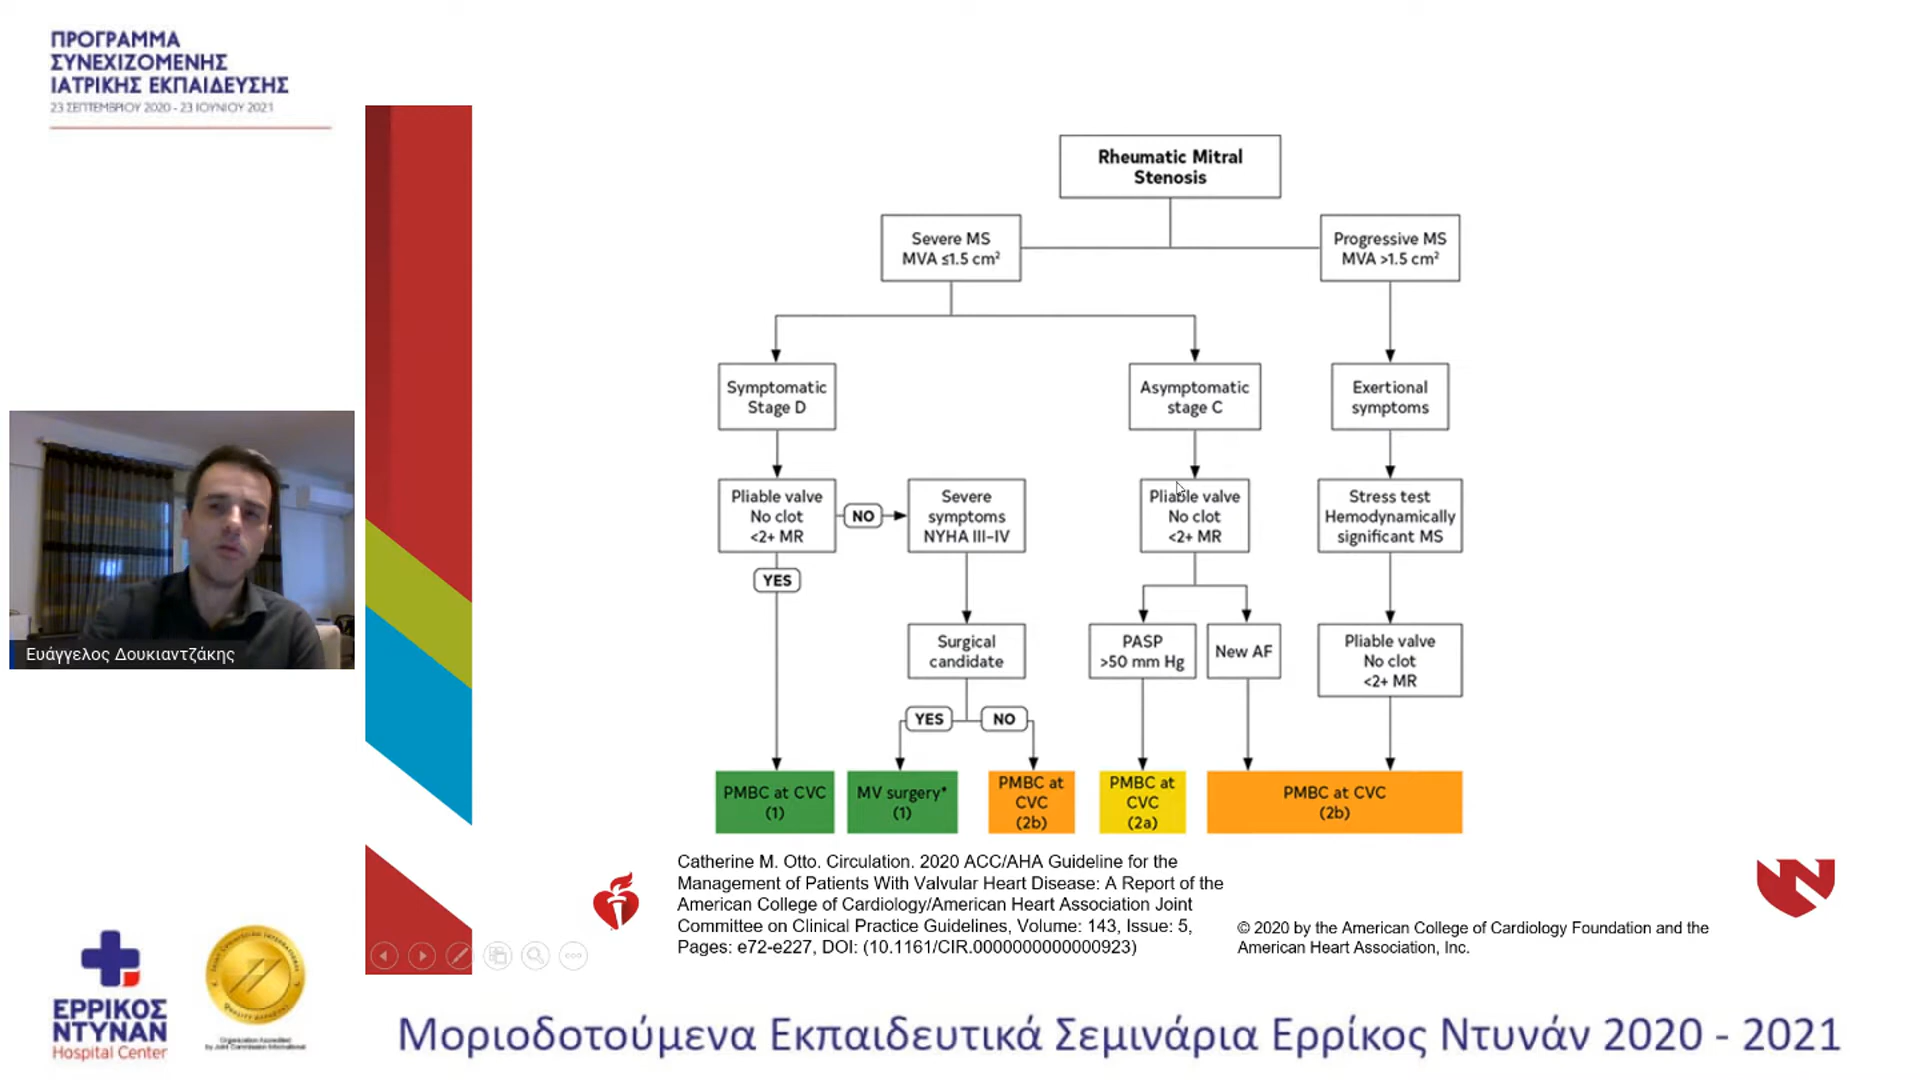 ΠΡΟΓΡΑΜΜΑ
ΣΥΝΕΧΙΖΟΜΕΝΗΣ
ΙΑΤΡΙΚΗΣ ΕΚΠΑΙΔΕΥΣΗΣ
23 ΣΕΠΤΕΜΒΡΙΟΥ 2020 - 23 ΙΟΥΝΙΟΥ 2021
Rheumatic Mitral
Stenosis
Severe MS
MVA ≤1.5 cm²
Progressive MS
MVA >1.5 cm²
Symptomatic
Stage D
Asymptomatic
stage C
Exertional
symptoms
Pliable valve
No clot
<2+ MR
NO
Severe
symptoms
NYHA III–IV
Pliable valve
No clot
<2+ MR
Stress test
Hemodynamically
significant MS
YES
Surgical
candidate
PASP
>50 mm Hg
New AF
Pliable valve
No clot
<2+ MR
YES
NO
PMBC at CVC
(1)
MV surgery*
(1)
PMBC at
CVC
(2b)
PMBC at
CVC
(2a)
PMBC at CVC
(2b)
Ευάγγελος Δουκιαντζάκης
Catherine M. Otto. Circulation. 2020 ACC/AHA Guideline for the
Management of Patients With Valvular Heart Disease: A Report of the
American College of Cardiology/American Heart Association Joint
Committee on Clinical Practice Guidelines, Volume: 143, Issue: 5,
Pages: e72-e227, DOI: (10.1161/CIR.0000000000000923)
© 2020 by the American College of Cardiology Foundation and the
American Heart Association, Inc.
ΕΡΡΙΚΟΣ
ΝΤΥΝΑΝ
Hospital Center
Organization Accredited
by Joint Commission International
Μοριοδοτούμενα Εκπαιδευτικά Σεμινάρια Ερρίκος Ντυνάν 2020 - 2021